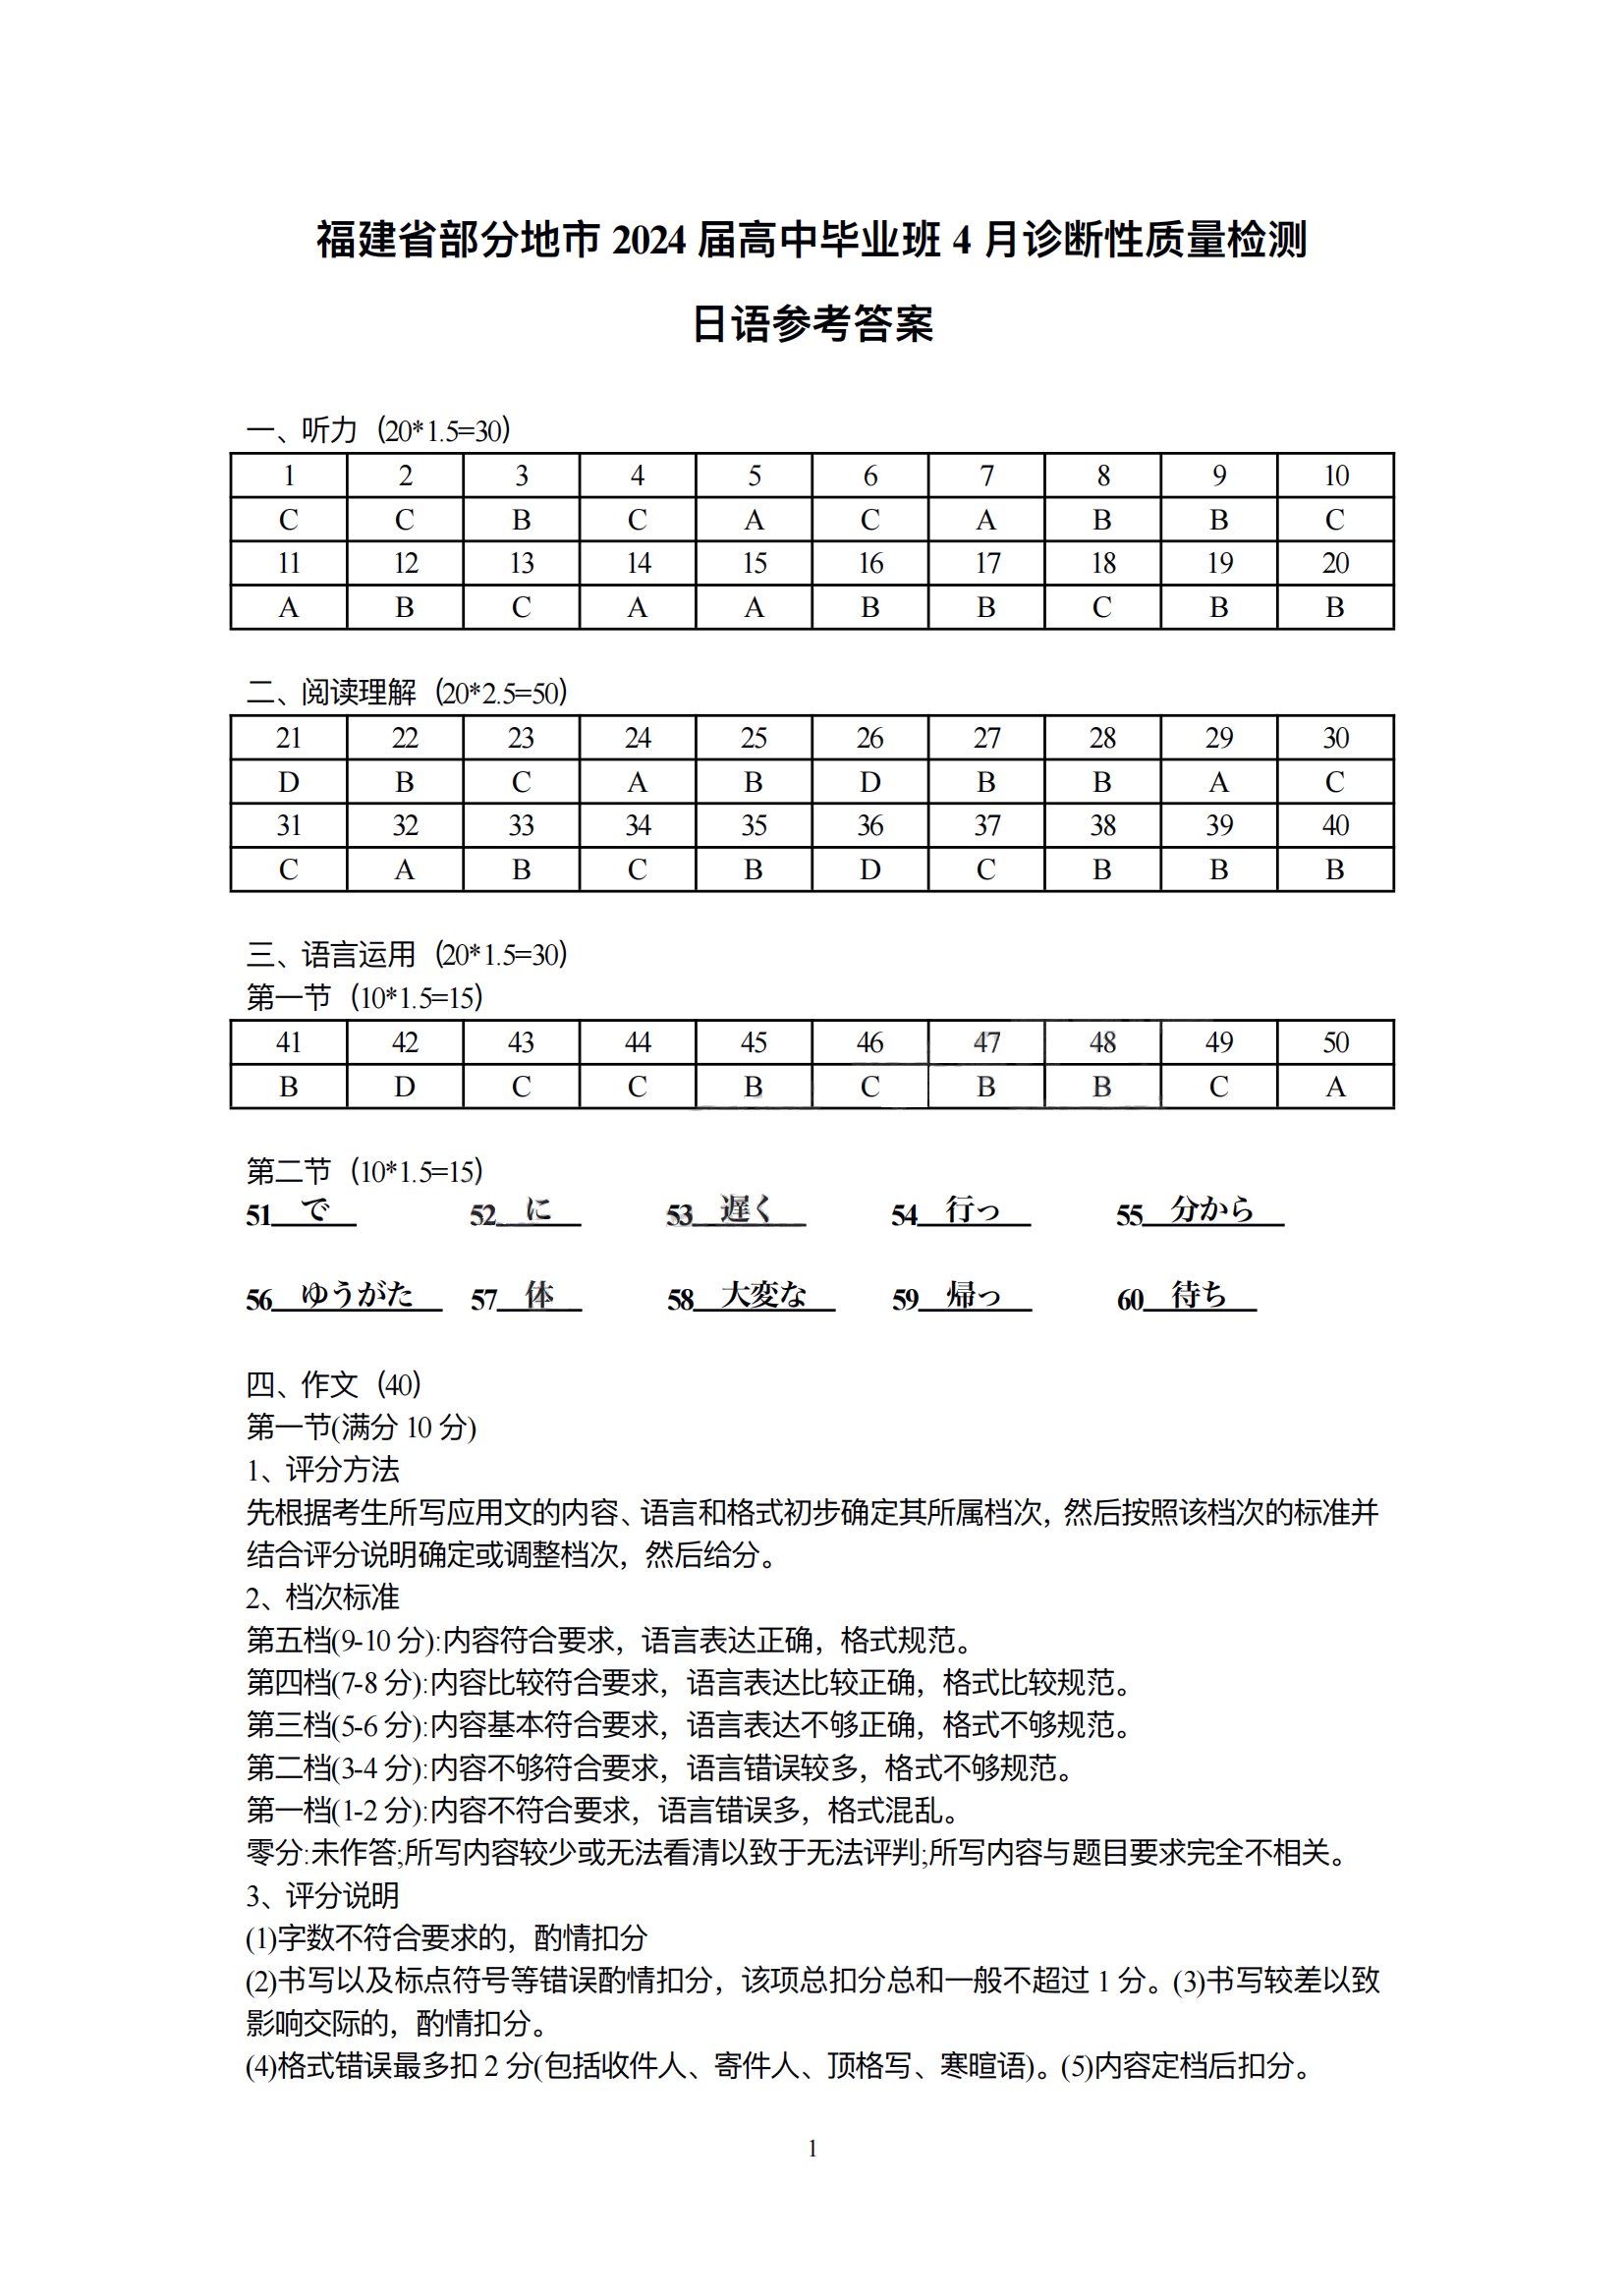 福建省部分地市 2024 届高中毕业班 4 月诊断性质量检测
日语参考答案
一、听力（20*1.5=30）
1 2 3 4 5 6 7 8 9 10
C C B C A C A B B C
11 12 13 14 15 16 17 18 19 20
A B C A A B B C B B
二、阅读理解（20*2.5=50）
21 22 23 24 25 26 27 28 29 30
D B C A B D B B A C
31 32 33 34 35 36 37 38 39 40
C A B C B D C B B B
三、语言运用（20*1.5=30）
第一节（10*1.5=15）
41 42 43 44 45 46 47 48 49 50
B D C C B C B B C A
第二节（10*1.5=15）
51 で 52 に 53 遅く 54 行っ 55 分から
56 ゆうがた 57 体 58 大変な 59 帰っ 60 待ち
四、作文（40）
第一节(满分 10 分)
1、评分方法
先根据考生所写应用文的内容、语言和格式初步确定其所属档次，然后按照该档次的标准并
结合评分说明确定或调整档次，然后给分。
2、档次标准
第五档(9-10 分):内容符合要求，语言表达正确，格式规范。
第四档(7-8 分):内容比较符合要求，语言表达比较正确，格式比较规范。
第三档(5-6 分):内容基本符合要求，语言表达不够正确，格式不够规范。
第二档(3-4 分):内容不够符合要求，语言错误较多，格式不够规范。
第一档(1-2 分):内容不符合要求，语言错误多，格式混乱。
零分:未作答;所写内容较少或无法看清以致于无法评判;所写内容与题目要求完全不相关。
3、评分说明
(1)字数不符合要求的，酌情扣分
(2)书写以及标点符号等错误酌情扣分，该项总扣分总和一般不超过 1 分。(3)书写较差以致
影响交际的，酌情扣分。
(4)格式错误最多扣 2 分(包括收件人、寄件人、顶格写、寒暄语)。(5)内容定档后扣分。
1